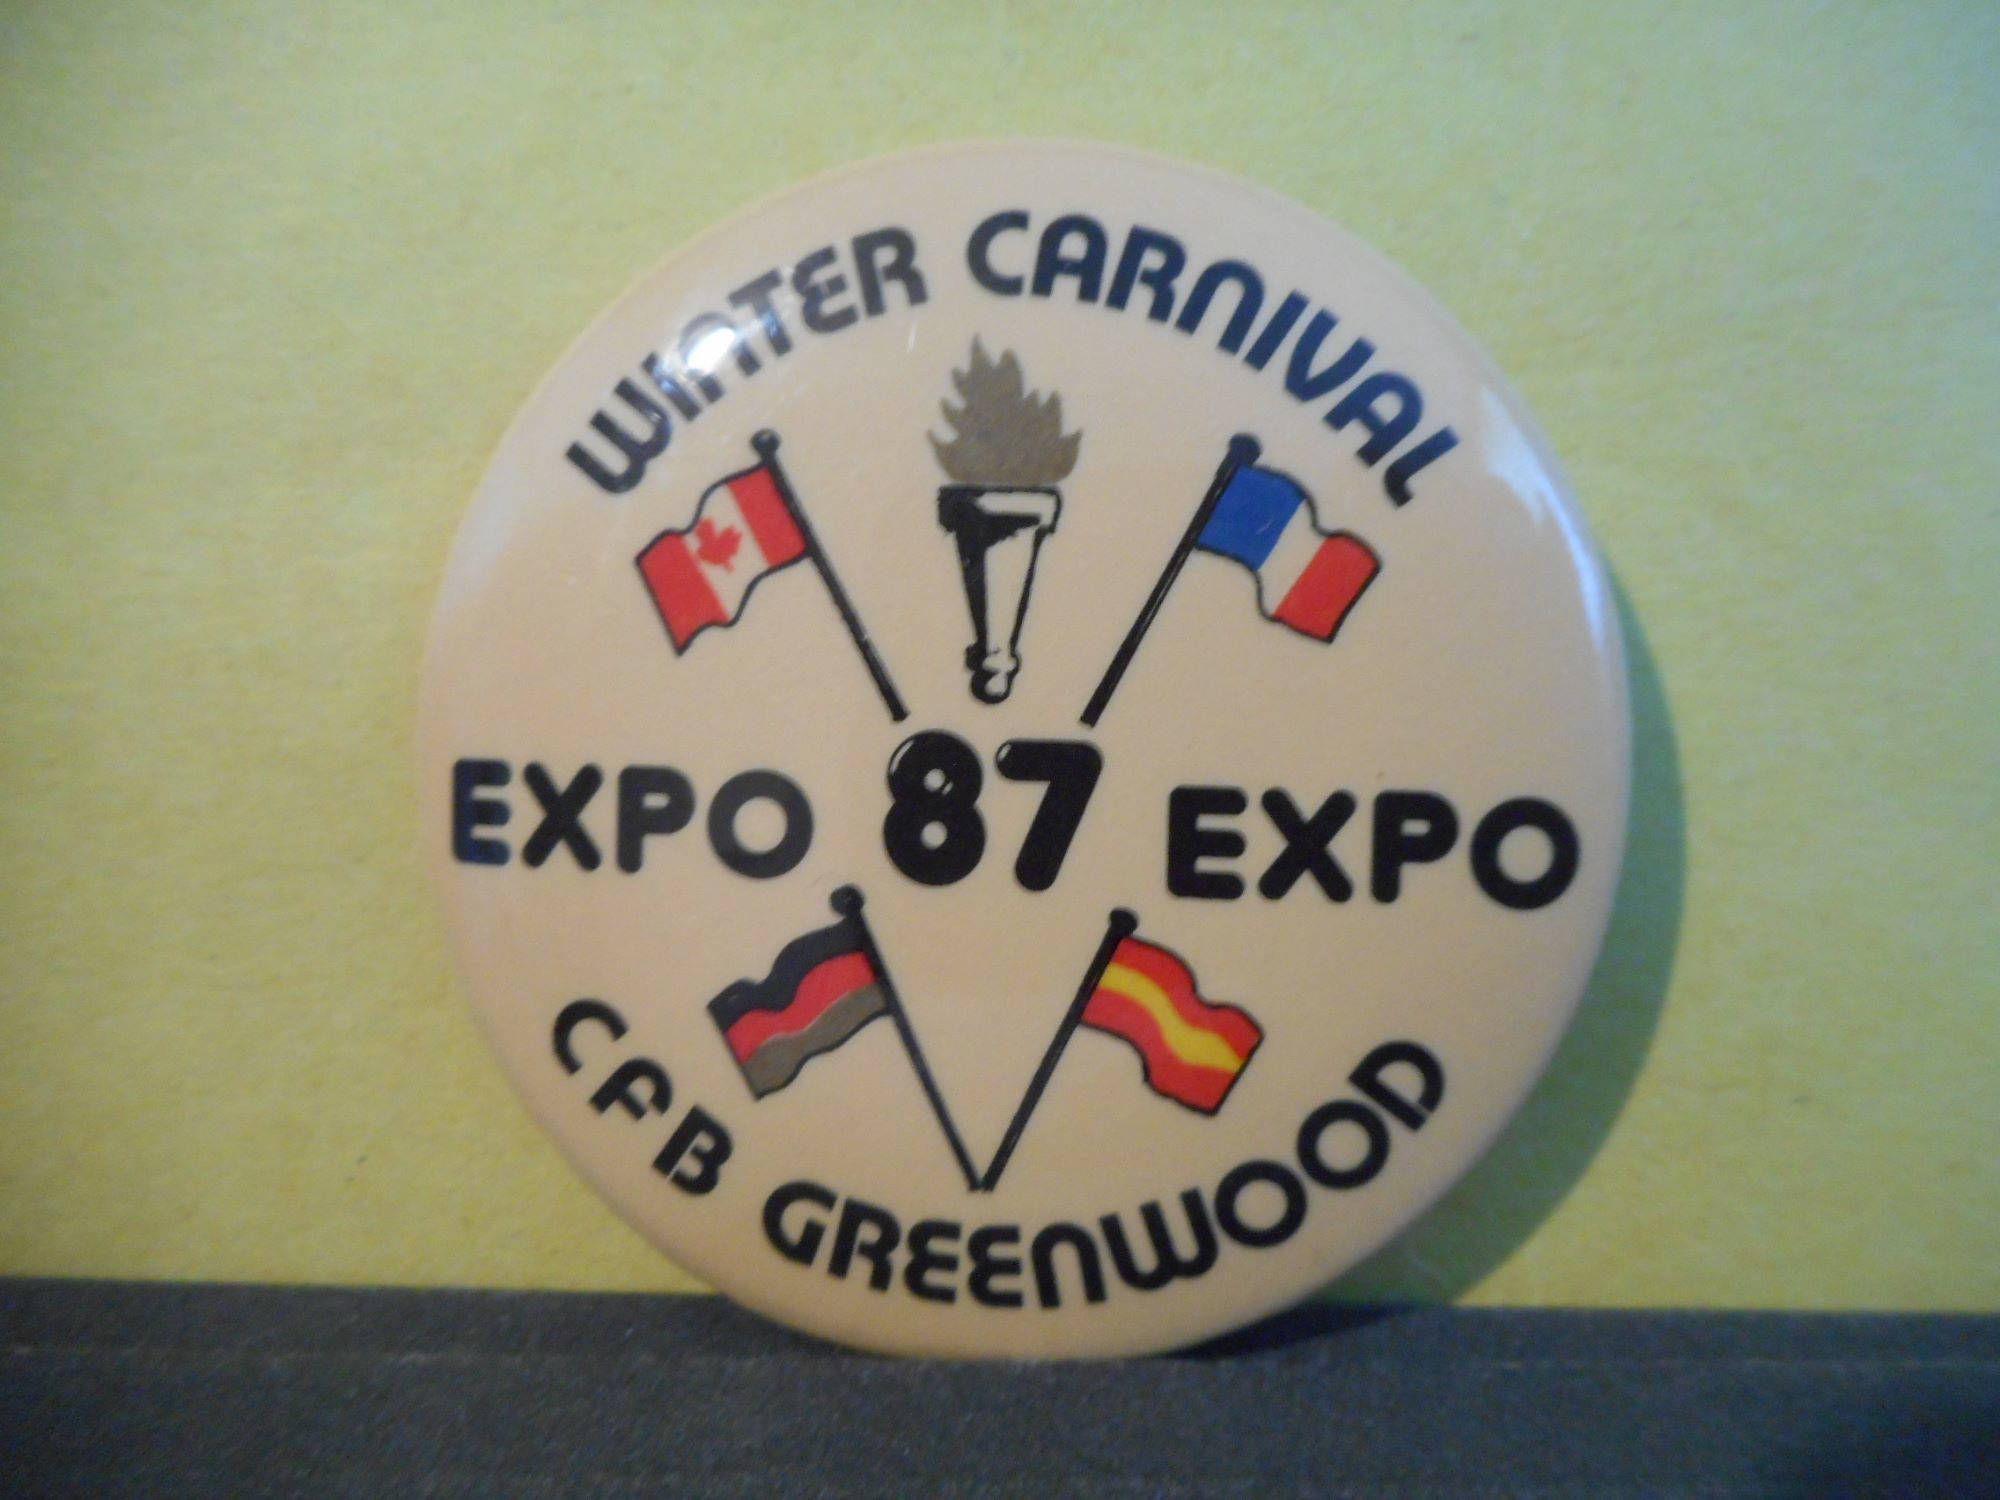 WINTER CARNIVAL
EXPO 87 EXPO
CFB GREENWOOD